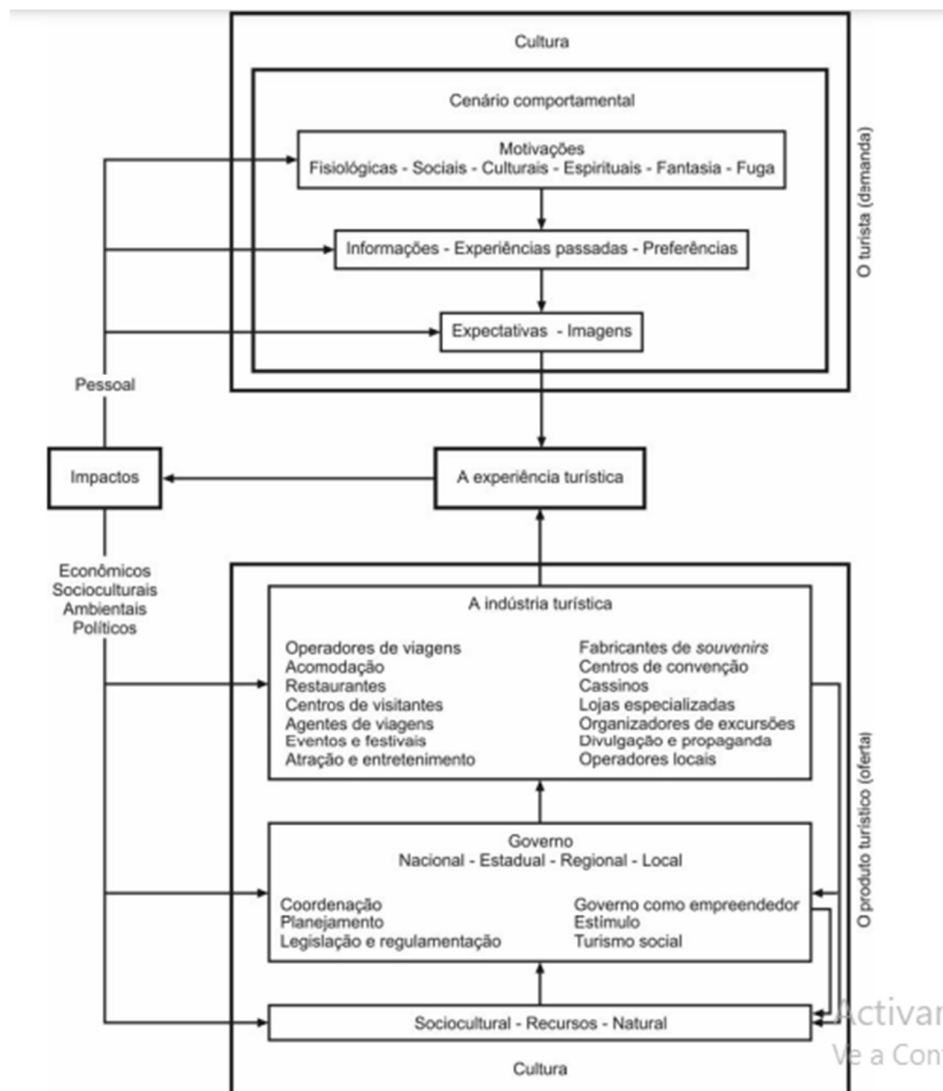 Cultura
Cenário comportamental
Motivações
Fisiológicas - Sociais - Culturais - Espirituais - Fantasia - Fuga
Informações - Experiências passadas - Preferências
Expectativas - Imagens
O turista (demanda)
Pessoal
Impactos
A experiência turística
Econômicos
Socioculturais
Ambientais
Políticos
A indústria turística
Operadores de viagens
Acomodação
Restaurantes
Centros de visitantes
Agentes de viagens
Eventos e festivais
Atração e entretenimento
Fabricantes de souvenirs
Centros de convenção
Cassinos
Lojas especializadas
Organizadores de excursões
Divulgação e propaganda
Operadores locais
Governo
Nacional - Estadual - Regional - Local
Coordenação
Planejamento
Legislação e regulamentação
Governo como empreendedor
Estímulo
Turismo social
O produto turístico (oferta)
Sociocultural - Recursos - Natural
Cultura
Activar
Ve a Con